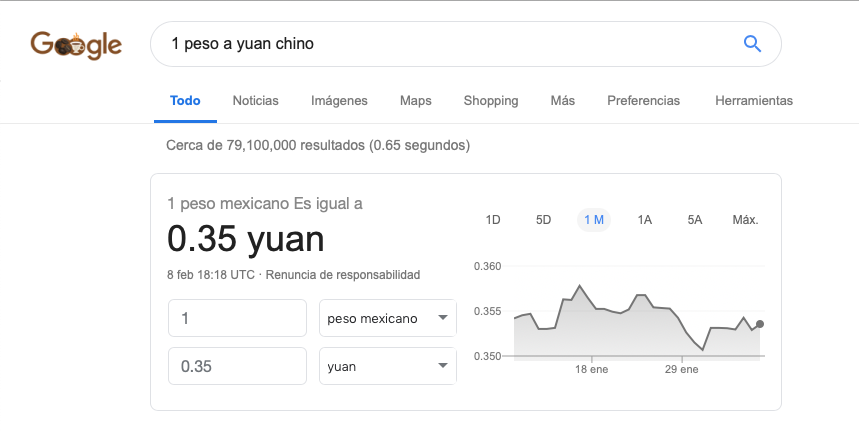 Google
1 peso a yuan chino
Todo Noticias Imágenes Maps Shopping Más Preferencias Herramientas
Cerca de 79,100,000 resultados (0.65 segundos)
1 peso mexicano Es igual a
0.35 yuan
8 feb 18:18 UTC · Renuncia de responsabilidad
1 peso mexicano
0.35 yuan
1D 5D 1 M 1A 5A Máx.
0.360
0.355
0.350
18 ene 29 ene